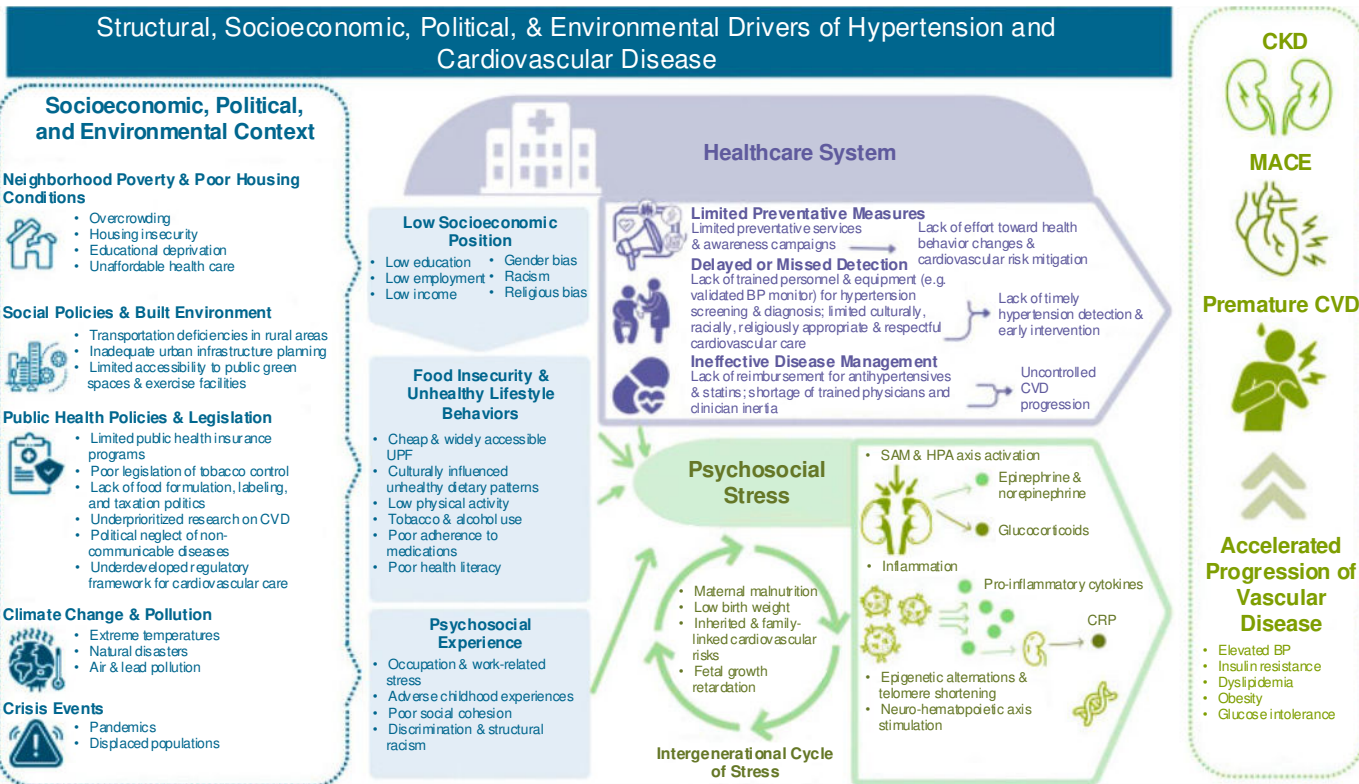 Structural, Socioeconomic, Political, & Environmental Drivers of Hypertension and
Cardiovascular Disease
Socioeconomic, Political,
and Environmental Context
Neighborhood Poverty & Poor Housing
Conditions
• Overcrowding
• Housing insecurity
• Educational deprivation
• Unaffordable health care
Social Policies & Built Environment
• Transportation deficiencies in rural areas
• Inadequate urban infrastructure planning
• Limited accessibility to public green
spaces & exercise facilities
Public Health Policies & Legislation
• Limited public health insurance
programs
• Poor legislation of tobacco control
• Lack of food formulation, labeling,
and taxation politics
• Underprioritized research on CVD
• Political neglect of non-
communicable diseases
• Underdeveloped regulatory
framework for cardiovascular care
Climate Change & Pollution
• Extreme temperatures
• Natural disasters
• Air & lead pollution
Crisis Events
• Pandemics
• Displaced populations
Low Socioeconomic
Position
• Low education
• Low employment
• Low income
• Gender bias
• Racism
• Religious bias
Food Insecurity &
Unhealthy Lifestyle
Behaviors
• Cheap & widely accessible
UPF
• Culturally influenced
unhealthy dietary patterns
• Low physical activity
• Tobacco & alcohol use
• Poor adherence to
medications
• Poor health literacy
Psychosocial
Experience
• Occupation & work-related
stress
• Adverse childhood experiences
• Poor social cohesion
• Discrimination & structural
racism
Healthcare System
Limited Preventative Measures
Limited preventative services
& awareness campaigns
Lack of effort toward health
behavior changes &
cardiovascular risk mitigation
Delayed or Missed Detection
Lack of trained personnel & equipment (e.g.
validated BP monitor) for hypertension
screening & diagnosis; limited culturally,
racially, religiously appropriate & respectful
cardiovascular care
Lack of timely
hypertension detection &
early intervention
Ineffective Disease Management
Lack of reimbursement for antihypertensives
& statins; shortage of trained physicians and
clinician inertia
Uncontrolled
CVD
progression
Psychosocial
Stress
• Maternal malnutrition
• Low birth weight
• Inherited & family-
linked cardiovascular
risks
• Fetal growth
retardation
Intergenerational Cycle
of Stress
• SAM & HPA axis activation
Epinephrine &
norepinephrine
Glucocorticoids
• Inflammation
Pro-inflammatory cytokines
CRP
• Epigenetic alternations &
telomere shortening
• Neuro-hematopoietic axis
stimulation
CKD
MACE
Premature CVD
Accelerated
Progression of
Vascular
Disease
• Elevated BP
• Insulin resistance
• Dyslipidemia
• Obesity
• Glucose intolerance